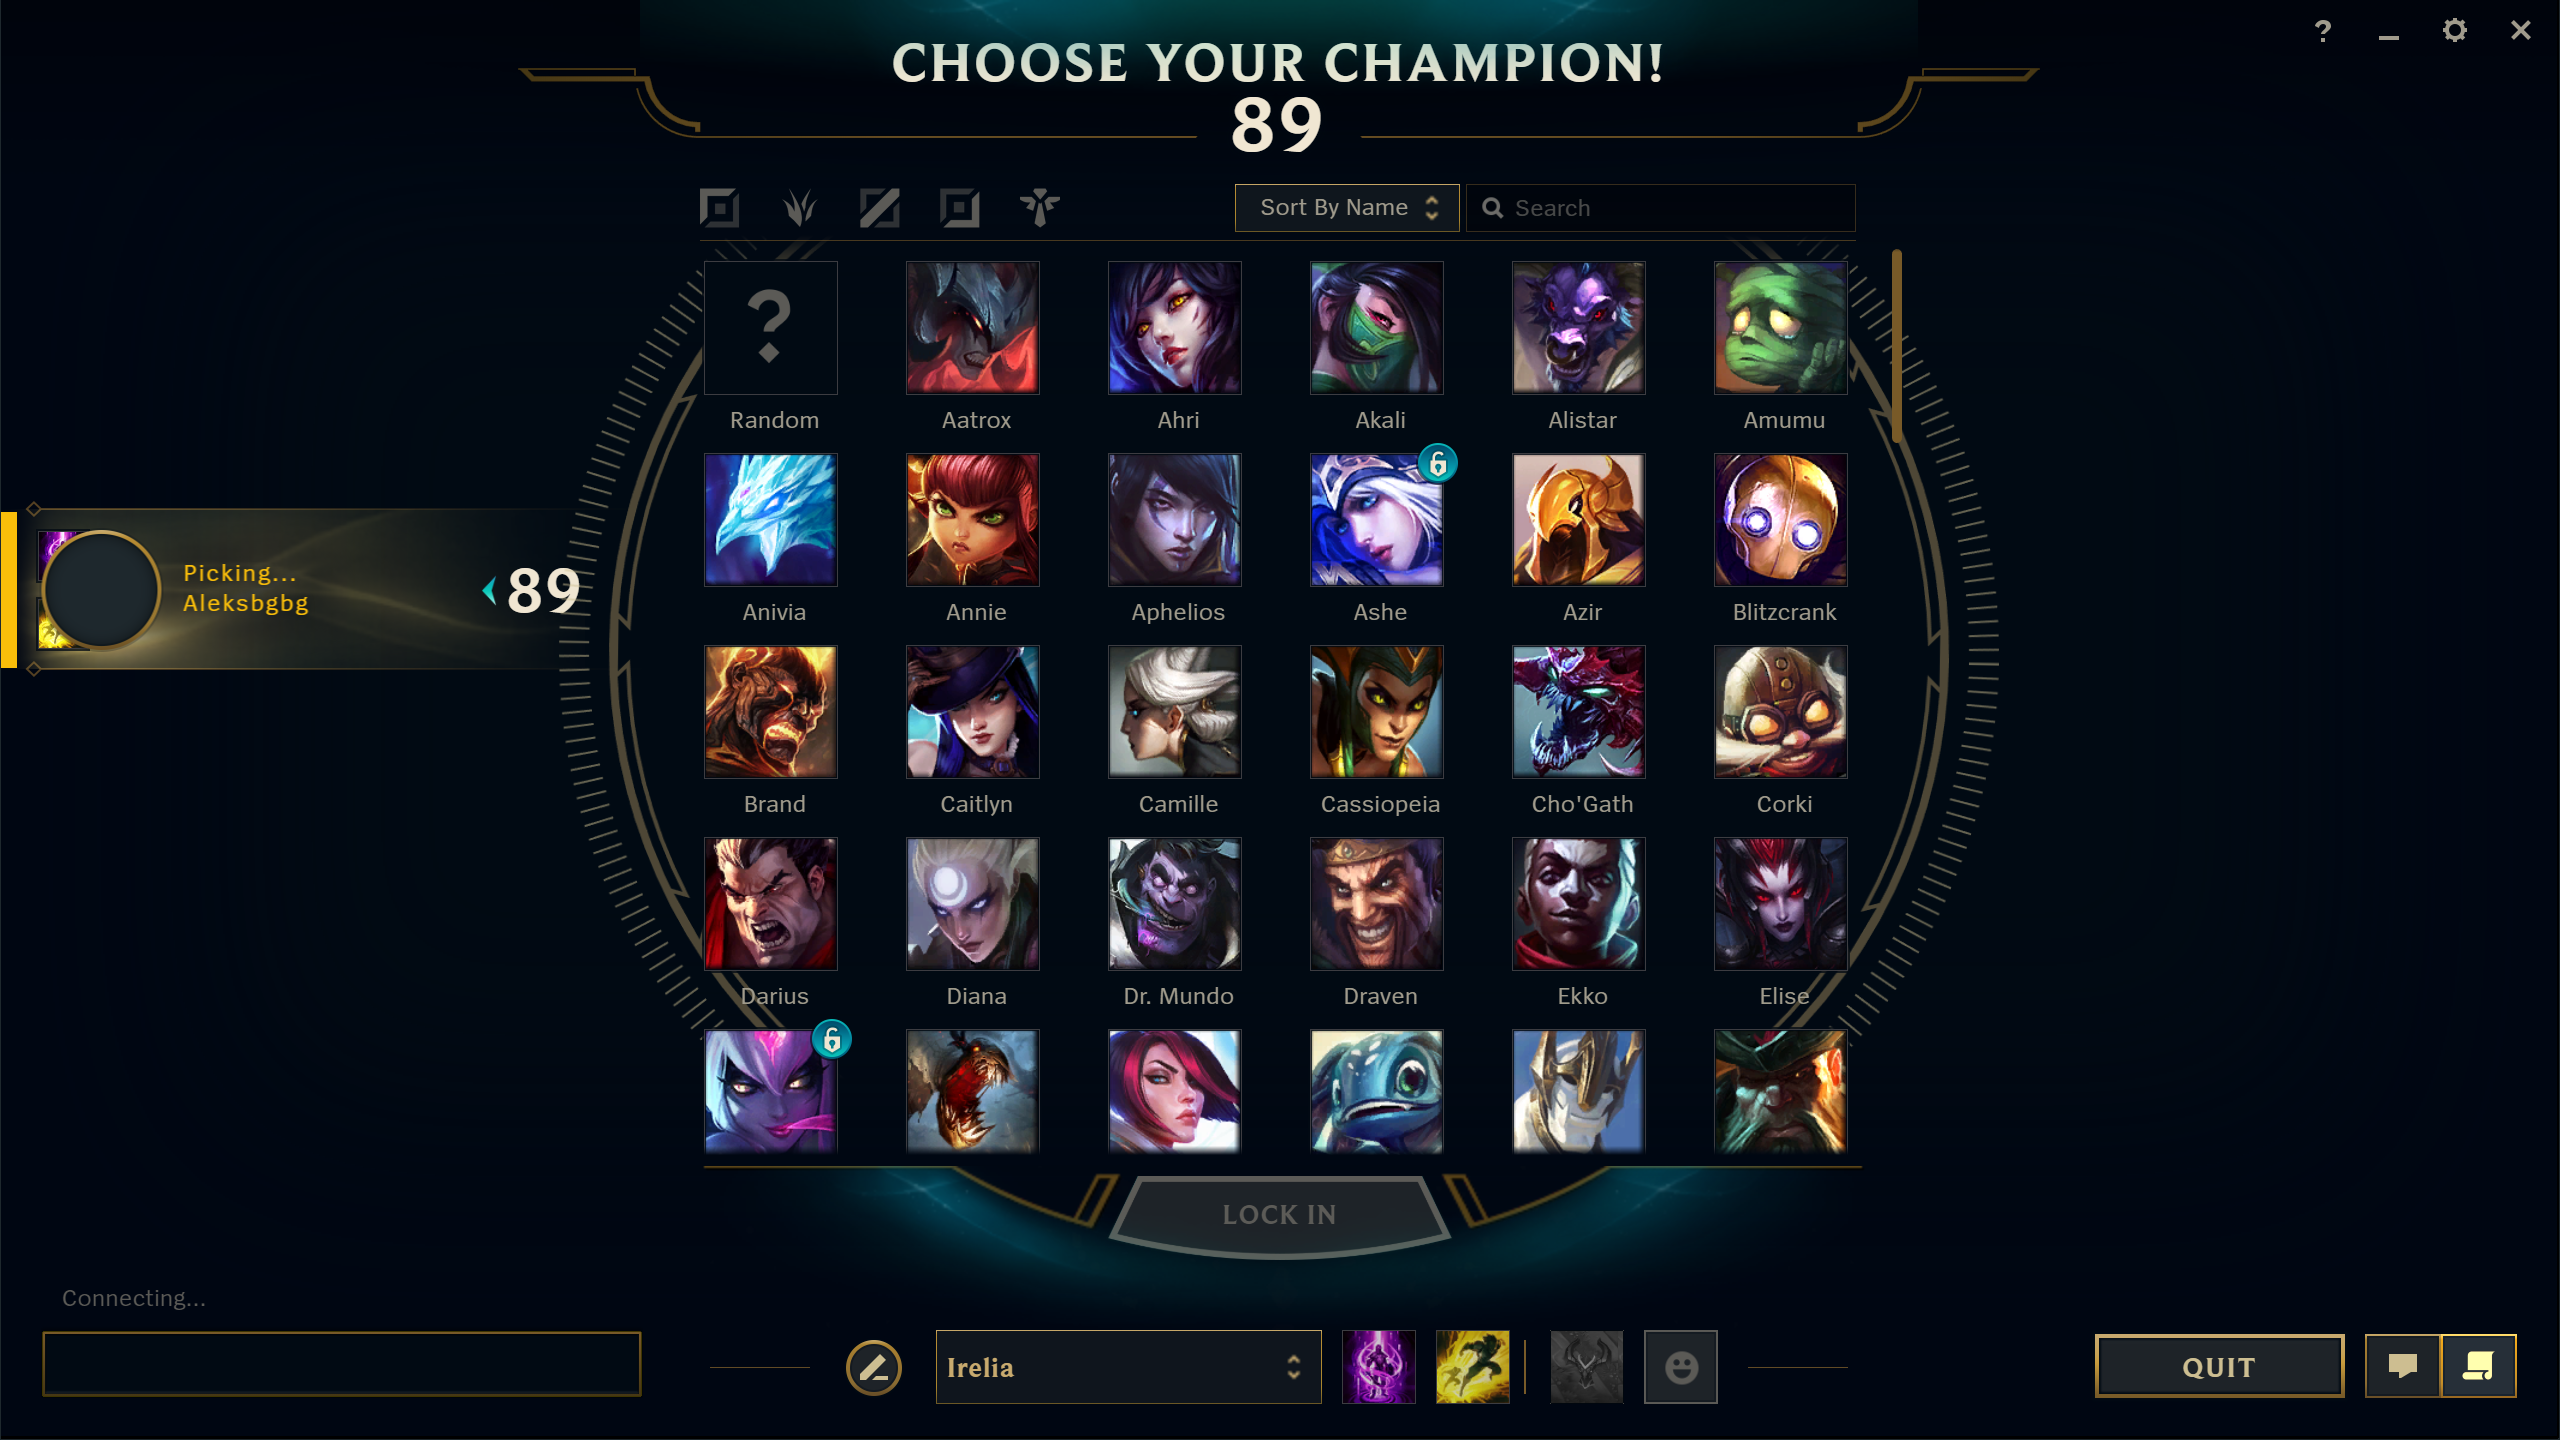 CHOOSE YOUR CHAMPION!
89
Sort By Name
Search
Random Aatrox Ahri Akali Alistar Amumu
Anivia Annie Aphelios Ashe Azir Blitzcrank
Picking...
Aleksbgbg
89
Brand Caitlyn Camille Cassiopeia Cho'Gath Corki
Darius Diana Dr. Mundo Draven Ekko Elise
LOCK IN
Connecting...
Irelia
QUIT